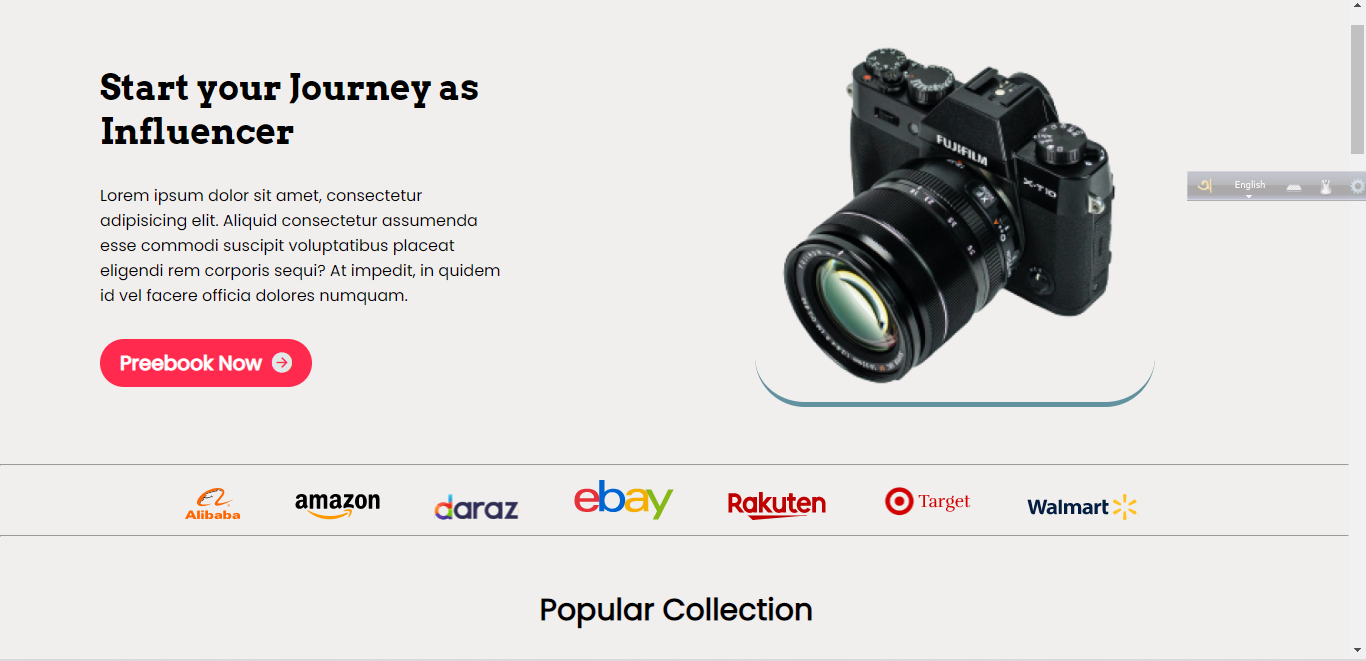 Start your Journey as
Influencer
Lorem ipsum dolor sit amet, consectetur
adipisicing elit. Aliquid consectetur assumenda
esse commodi suscipit voluptatibus placeat
eligendi rem corporis sequi? At impedit, in quidem
id vel facere officia dolores numquam.
Preebook Now
FUJIFILM
X-T10
English
Alibaba amazon daraz ebay Rakuten Target Walmart
Popular Collection